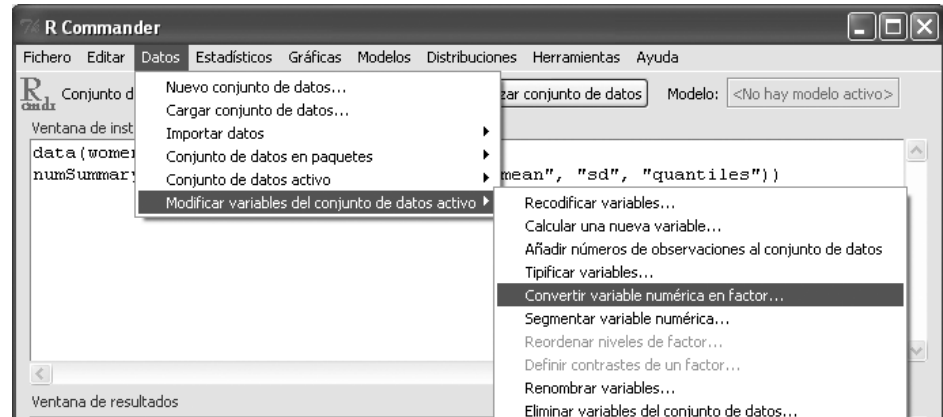 R Commander
Fichero Editar Datos Estadísticos Gráficas Modelos Distribuciones Herramientas Ayuda
R cmdr Conjunto d zar conjunto de datos Modelo: <No hay modelo activo>
Ventana de inst
data(women
numSummary mean", "sd", "quantiles"))
Nuevo conjunto de datos...
Cargar conjunto de datos...
Importar datos
Conjunto de datos en paquetes
Conjunto de datos activo
Modificar variables del conjunto de datos activo
Recodificar variables...
Calcular una nueva variable...
Añadir números de observaciones al conjunto de datos
Tipificar variables...
Convertir variable numérica en factor...
Segmentar variable numérica...
Reordenar niveles de factor...
Definir contrastes de un factor...
Renombrar variables...
Eliminar variables del conjunto de datos...
Ventana de resultados